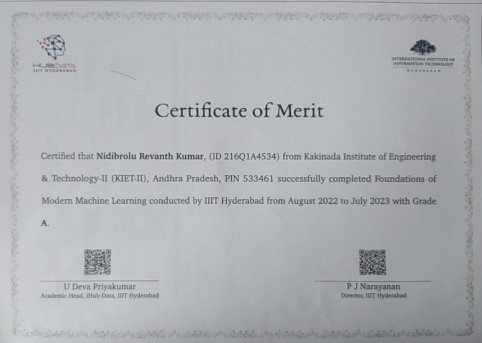 iHUBDATA
IIIT HYDERABAD
INTERNATIONAL INSTITUTE OF
INFORMATION TECHNOLOGY
HYDERABAD
Certificate of Merit
Certified that Nidibrolu Revanth Kumar, (ID 216Q1A4534) from Kakinada Institute of Engineering
& Technology-II (KIET-II), Andhra Pradesh, PIN 533461 successfully completed Foundations of
Modern Machine Learning conducted by IIIT Hyderabad from August 2022 to July 2023 with Grade
A.
U Deva Priyakumar
Academic Head, iHub-Data, IIIT Hyderabad
P J Narayanan
Director, IIIT Hyderabad